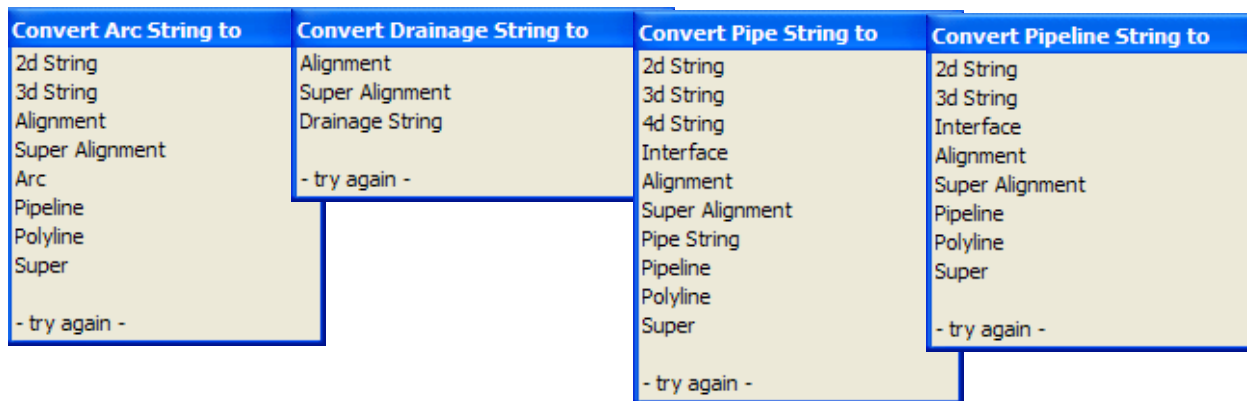 Convert Arc String to
2d String
3d String
Alignment
Super Alignment
Arc
Pipeline
Polyline
Super
- try again -
Convert Drainage String to
Alignment
Super Alignment
Drainage String
- try again -
Convert Pipe String to
2d String
3d String
4d String
Interface
Alignment
Super Alignment
Pipe String
Pipeline
Polyline
Super
- try again -
Convert Pipeline String to
2d String
3d String
Interface
Alignment
Super Alignment
Pipeline
Polyline
Super
- try again -